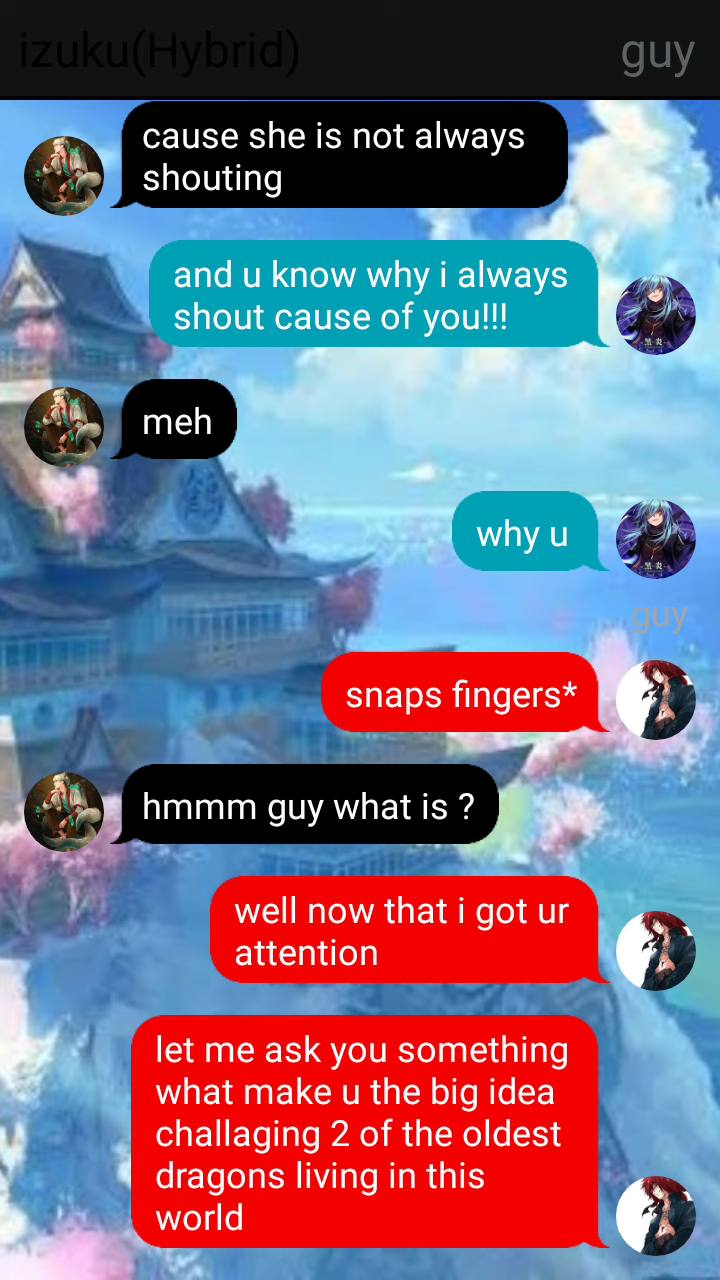 izuku(Hybrid)
guy
cause she is not always
shouting
and u know why i always
shout cause of you!!!
meh
why u
guy
snaps fingers*
hmmm guy what is ?
well now that i got ur
attention
let me ask you something
what make u the big idea
challaging 2 of the oldest
dragons living in this
world